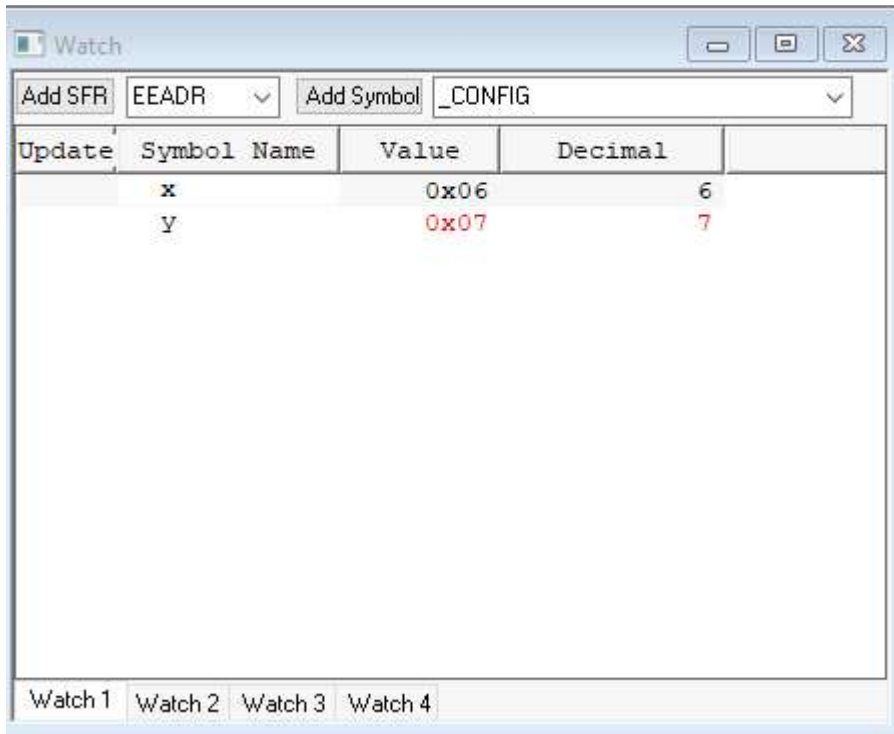 Watch
Add SFR EEADR Add Symbol _CONFIG
Update Symbol Name Value Decimal
x 0x06 6
y 0x07 7
Watch 1 Watch 2 Watch 3 Watch 4